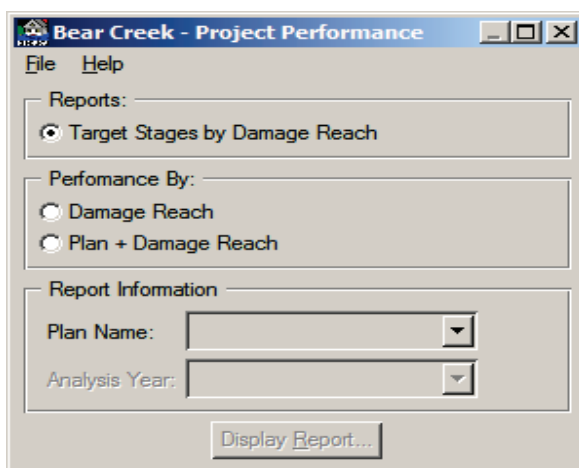 Bear Creek - Project Performance
File Help
Reports:
Target Stages by Damage Reach
Perfomance By:
Damage Reach
Plan + Damage Reach
Report Information
Plan Name:
Analysis Year:
Display Report...